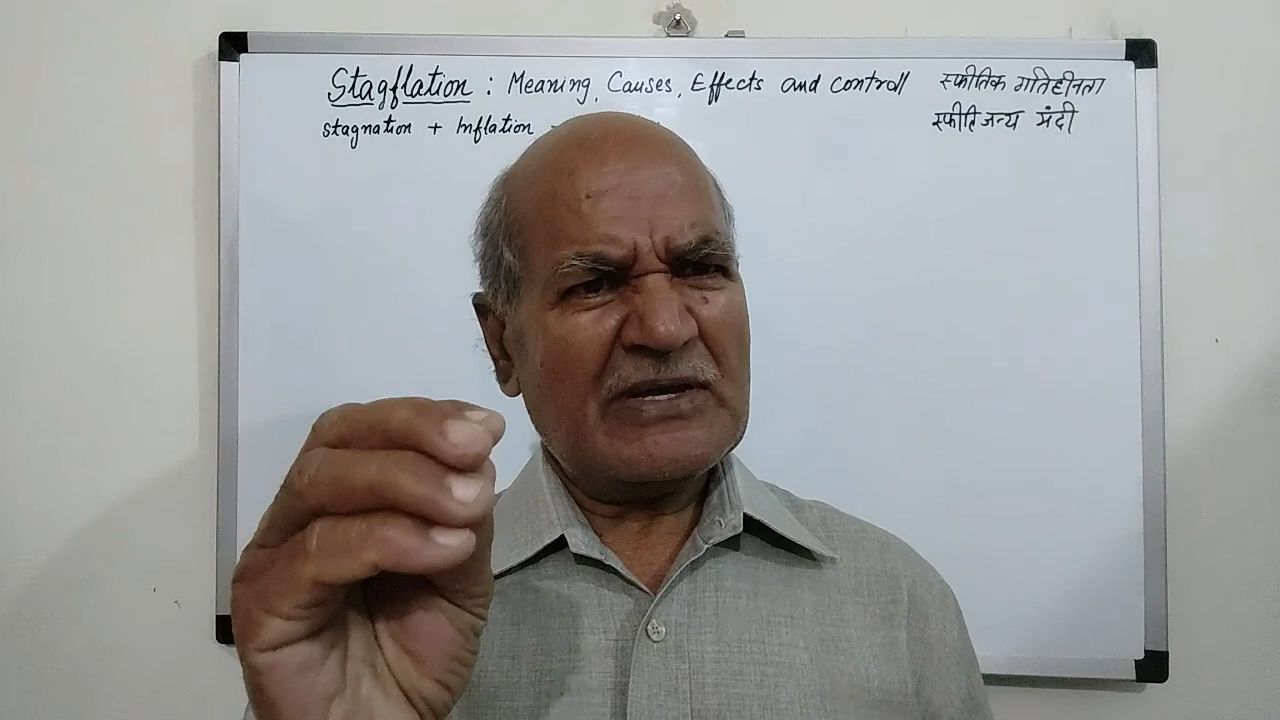 Stagflation : Meaning, Causes, Effects and controll स्फीतिक गतिहीनता
Stagnation + Inflation - स्फीति जन्य मंदी